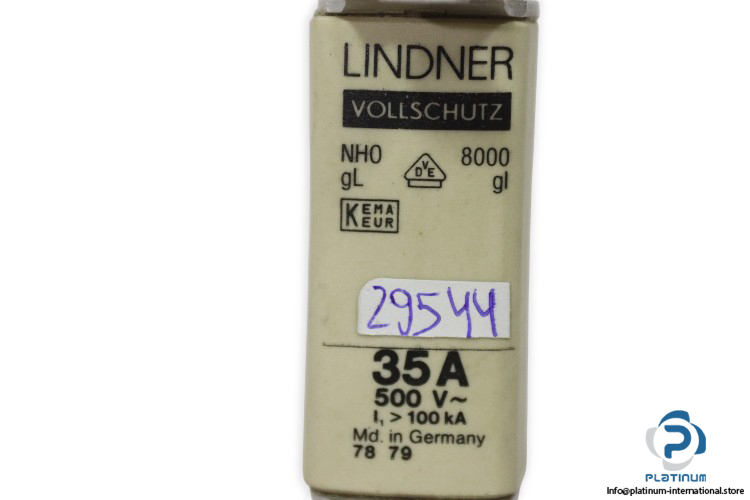 LINDNER
VOLLSCHUTZ
NH0 8000
gL DVE gl
KEMA
KEUR
29544
35A
500 V~
I₁ > 100 kA
Md. in Germany
78 79
PLATINUM
Info@platinum-international.store